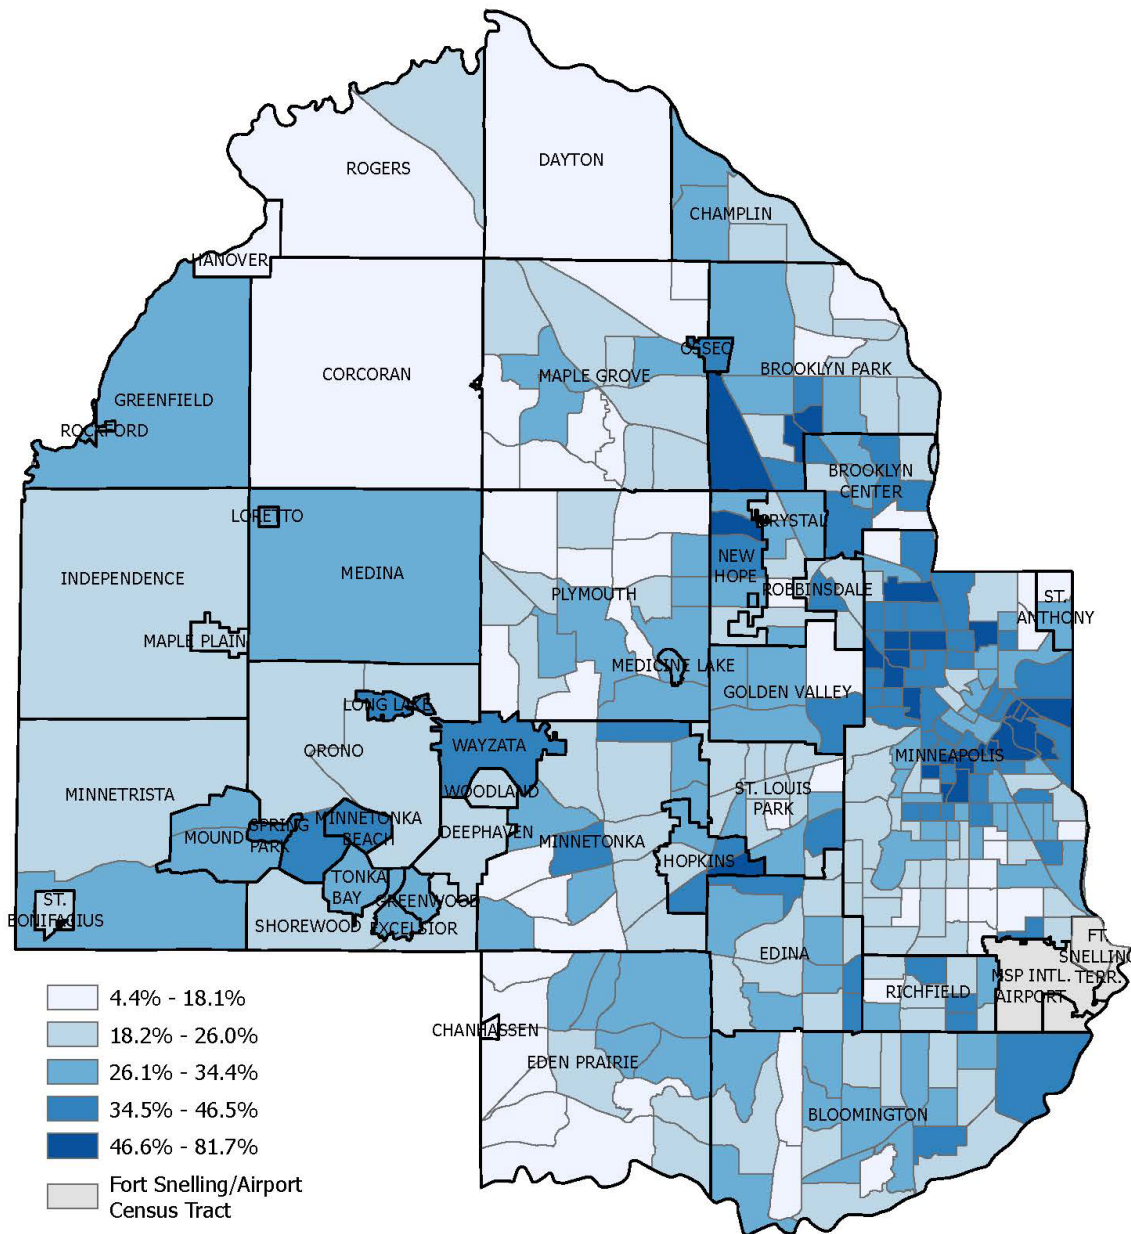 DAYTON
ROGERS
CHAMPLIN
HANOVER
OSSEO
BROOKLYN PARK
CORCORAN
MAPLE GROVE
GREENFIELD
ROCKFORD
BROOKLYN
CENTER
LORETTO
CRYSTAL
NEW
HOPE
INDEPENDENCE
MEDINA
PLYMOUTH
ROBBINSDALE
ST.
ANTHONY
MAPLE PLAIN
MEDICINE LAKE
GOLDEN VALLEY
LONG LAKE
ORONO
WAYZATA
MINNEAPOLIS
MINNETRISTA
WOODLAND
ST. LOUIS
PARK
MOUND
SPRING
PARK
MINNETONKA
BEACH
DEEPHAVEN
MINNETONKA
HOPKINS
TONKA
BAY
GREENWOOD
ST.
BONIFACIUS
SHOREWOOD
EXCELSIOR
EDINA
FT.
SNELLING
TERR.
MSP INTL.
AIRPORT
RICHFIELD
CHANHASSEN
EDEN PRAIRIE
BLOOMINGTON
4.4% - 18.1%
18.2% - 26.0%
26.1% - 34.4%
34.5% - 46.5%
46.6% - 81.7%
Fort Snelling/Airport
Census Tract